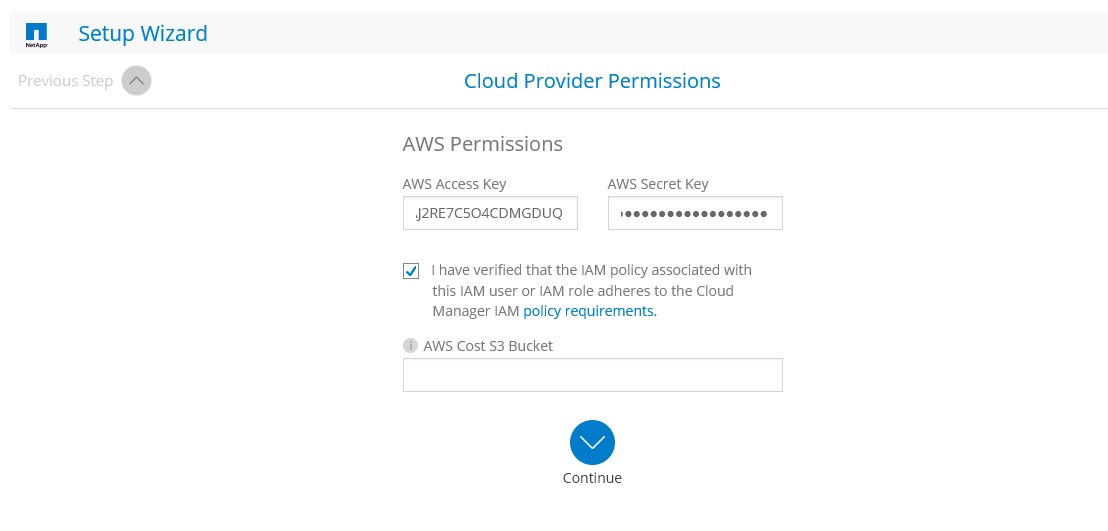 NetApp
Setup Wizard
Previous Step
Cloud Provider Permissions
AWS Permissions
AWS Access Key
AWS Secret Key
J2RE7C5O4CDMGDUQ
•••••••••••••••••
I have verified that the IAM policy associated with
this IAM user or IAM role adheres to the Cloud
Manager IAM policy requirements.
i AWS Cost S3 Bucket
Continue